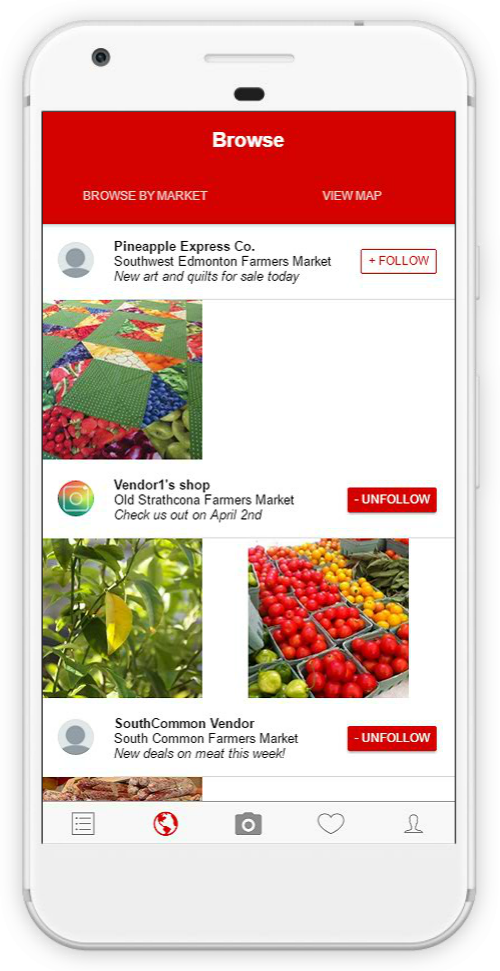 Browse
BROWSE BY MARKET
VIEW MAP
Pineapple Express Co.
Southwest Edmonton Farmers Market
New art and quilts for sale today
+ FOLLOW
Vendor1's shop
Old Strathcona Farmers Market
Check us out on April 2nd
- UNFOLLOW
SouthCommon Vendor
South Common Farmers Market
New deals on meat this week!
- UNFOLLOW